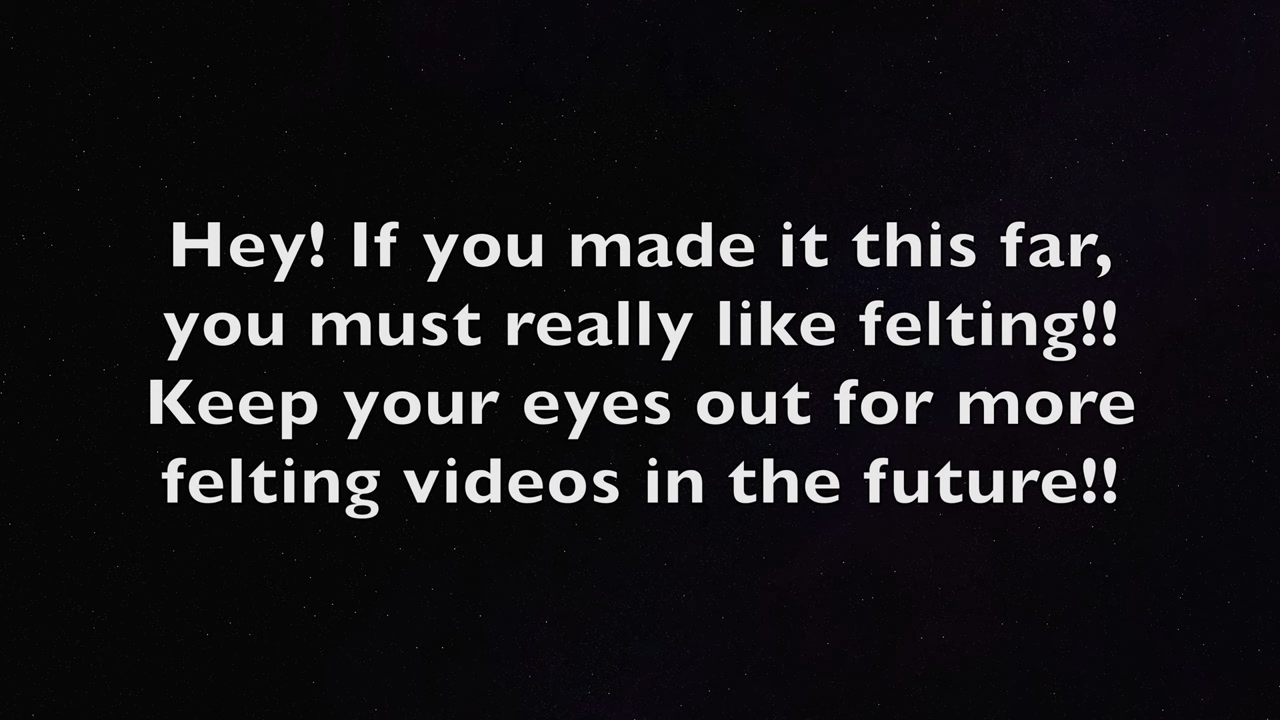 Hey! If you made it this far,
you must really like felting!!
Keep your eyes out for more
felting videos in the future!!